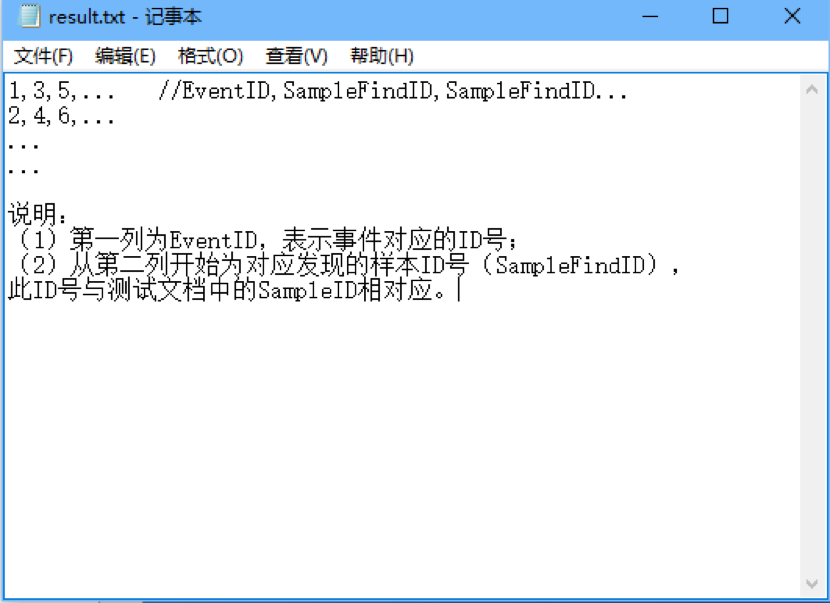 result.txt - 记事本
文件(F) 编辑(E) 格式(O) 查看(V) 帮助(H)
1,3,5,... //EventID,SampleFindID,SampleFindID...
2,4,6,...
...
...
说明:
（1）第一列为EventID，表示事件对应的ID号；
（2）从第二列开始为对应发现的样本ID号（SampleFindID），
此ID号与测试文档中的SampleID相对应。